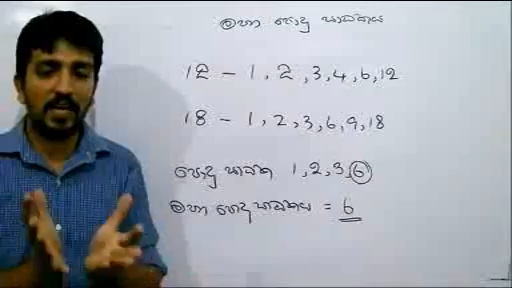 මහා පොදු සාධකය
12 - 1, 2, 3, 4, 6, 12
18 - 1, 2, 3, 6, 9, 18
පොදු සාධක 1, 2, 3, 6
මහා පොදු සාධකය = 6